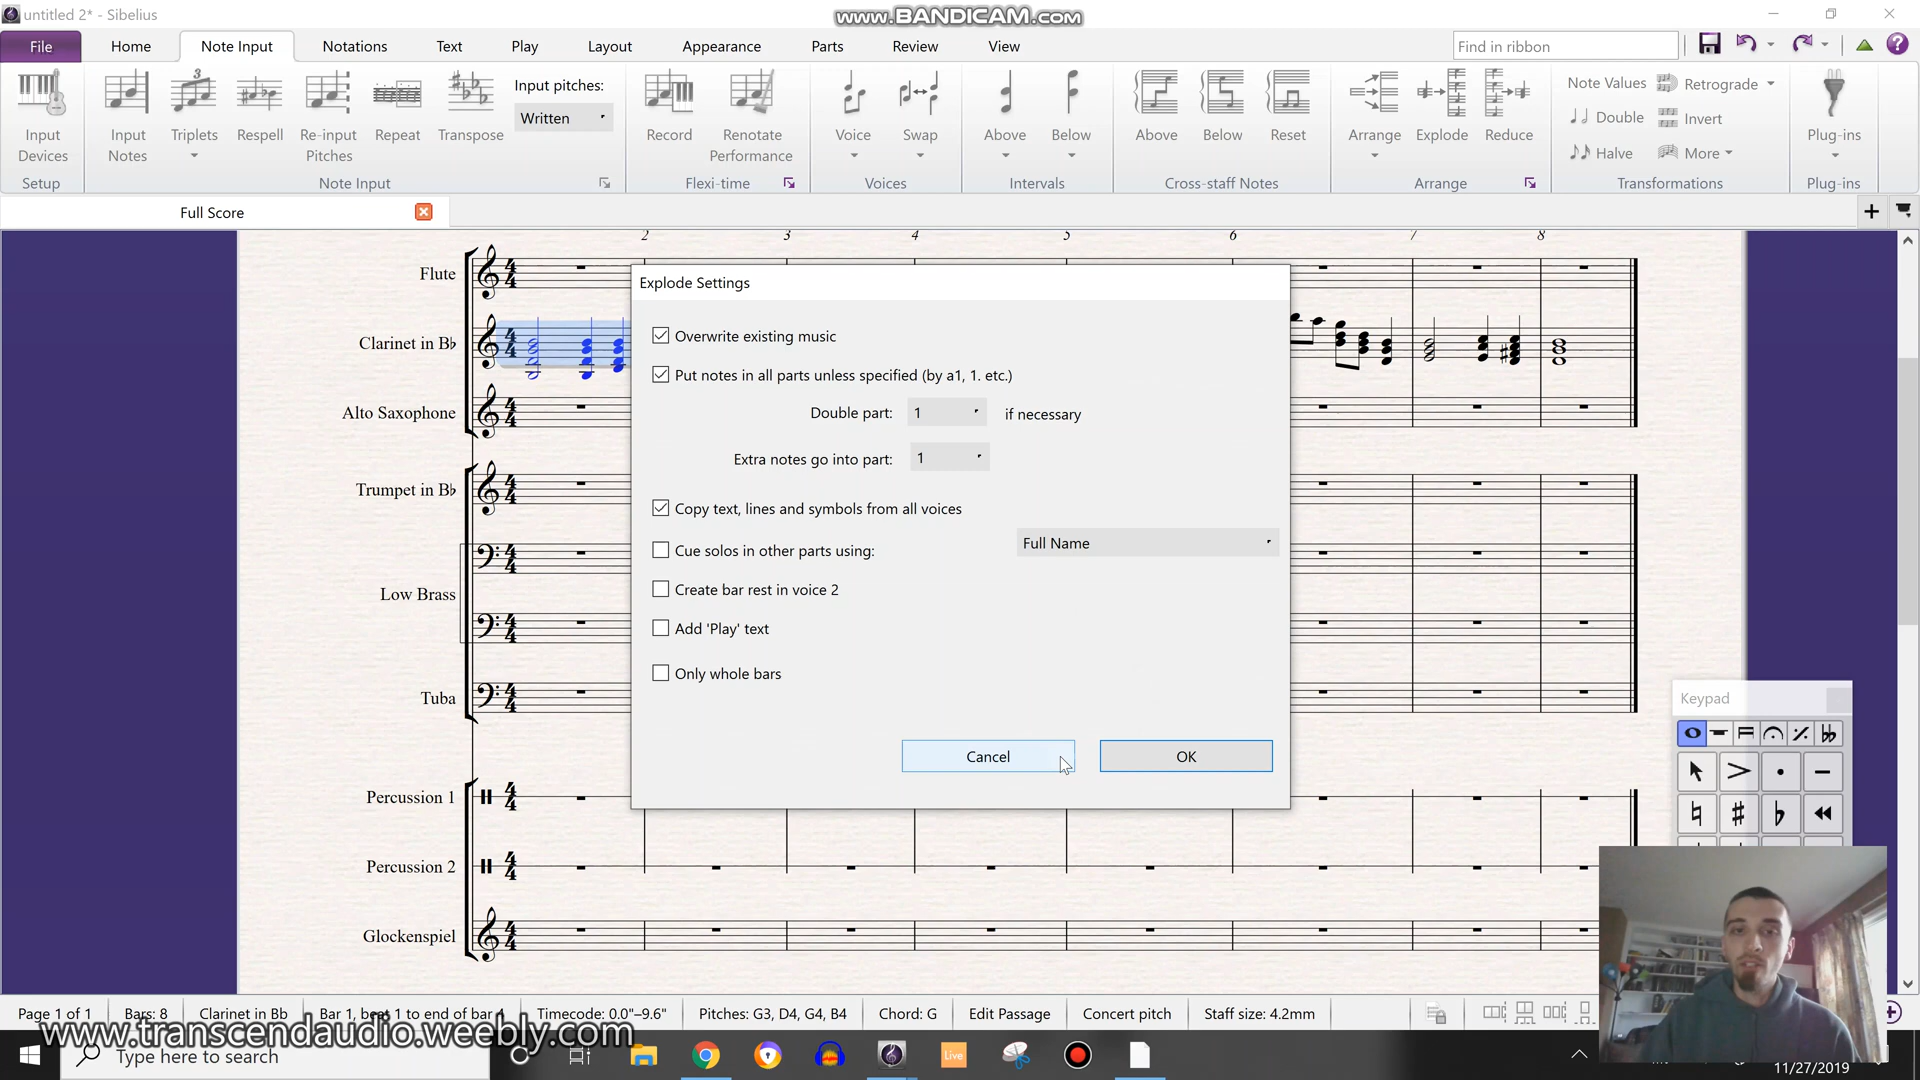 untitled 2* - Sibelius
www.BANDICAM.com
File
Home
Note Input
Notations
Text
Play
Layout
Appearance
Parts
Review
View
Find in ribbon
Input Devices
Setup
Input Notes
Triplets
Respell
Re-input Pitches
Repeat
Transpose
Input pitches:
Written
Note Input
Record
Renotate Performance
Flexi-time
Voice
Swap
Voices
Above
Below
Intervals
Above
Below
Reset
Cross-staff Notes
Arrange
Explode
Reduce
Arrange
Note Values
Retrograde
Double
Invert
Halve
More
Transformations
Plug-ins
Plug-ins
Full Score
2 3 4 5 6 7 8
Flute
Clarinet in B♭
Alto Saxophone
Trumpet in B♭
Low Brass
Tuba
Percussion 1
Percussion 2
Glockenspiel
Explode Settings
Overwrite existing music
Put notes in all parts unless specified (by a1, 1. etc.)
Double part: 1 if necessary
Extra notes go into part: 1
Copy text, lines and symbols from all voices
Cue solos in other parts using: Full Name
Create bar rest in voice 2
Add 'Play' text
Only whole bars
Cancel
OK
Keypad
Page 1 of 1
Bars: 8
Clarinet in Bb
Bar 1, beat 1 to end of bar 4
Timecode: 0.0"–9.6"
Pitches: G3, D4, G4, B4
Chord: G
Edit Passage
Concert pitch
Staff size: 4.2mm
www.transcendaudio.weebly.com
Type here to search
Live
11/27/2019